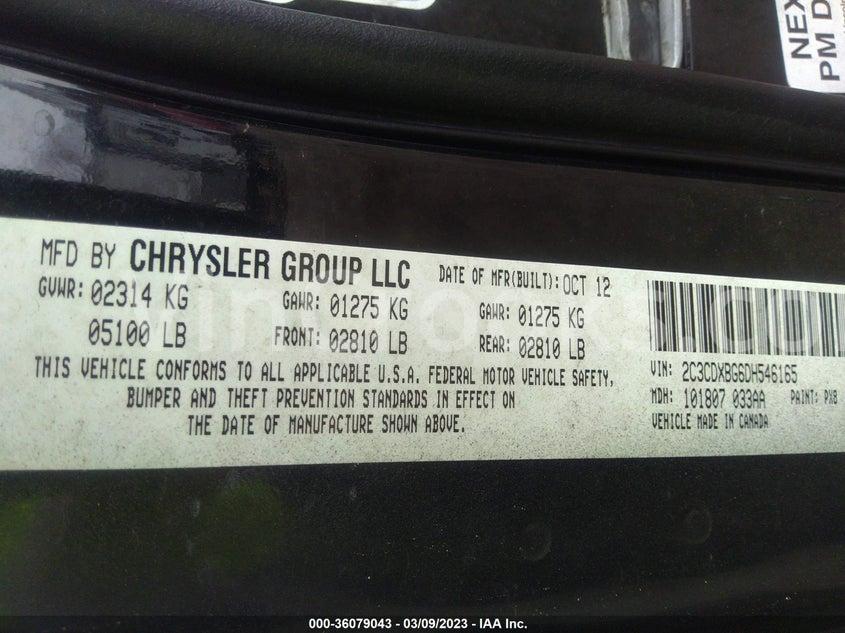 NEX
PM D
MFD BY CHRYSLER GROUP LLC DATE OF MFR(BUILT): OCT 12
GVWR: 02314 KG GAWR: 01275 KG GAWR: 01275 KG
05100 LB FRONT: 02810 LB REAR: 02810 LB
THIS VEHICLE CONFORMS TO ALL APPLICABLE U.S.A. FEDERAL MOTOR VEHICLE SAFETY,
BUMPER AND THEFT PREVENTION STANDARDS IN EFFECT ON
THE DATE OF MANUFACTURE SHOWN ABOVE.
VIN: 2C3CDXBG6DH546165
MDH: 101807 033AA PAINT: PX8
VEHICLE MADE IN CANADA
000-36079043 - 03/09/2023 - IAA Inc.